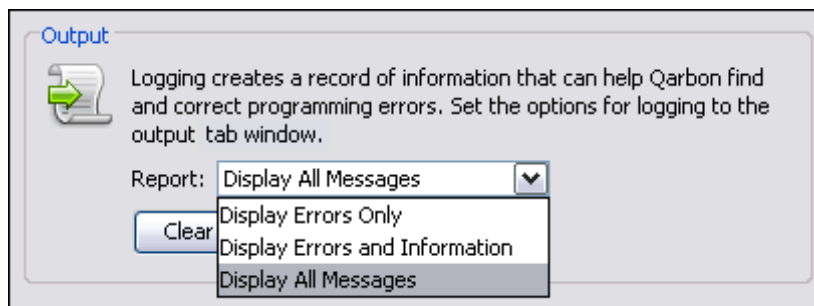 Output
Logging creates a record of information that can help Qarbon find
and correct programming errors. Set the options for logging to the
output tab window.
Report: Display All Messages
Display Errors Only
Clear
Display Errors and Information
Display All Messages